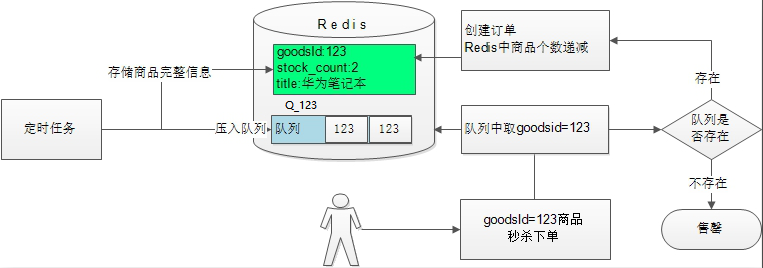 Redis
goodsId:123
stock_count:2
title:华为笔记本
Q_123
队列
123
123
定时任务
存储商品完整信息
压入队列
创建订单
Redis中商品个数递减
队列中取goodsid=123
goodsId=123商品
秒杀下单
存在
队列是
否存在
不存在
售罄